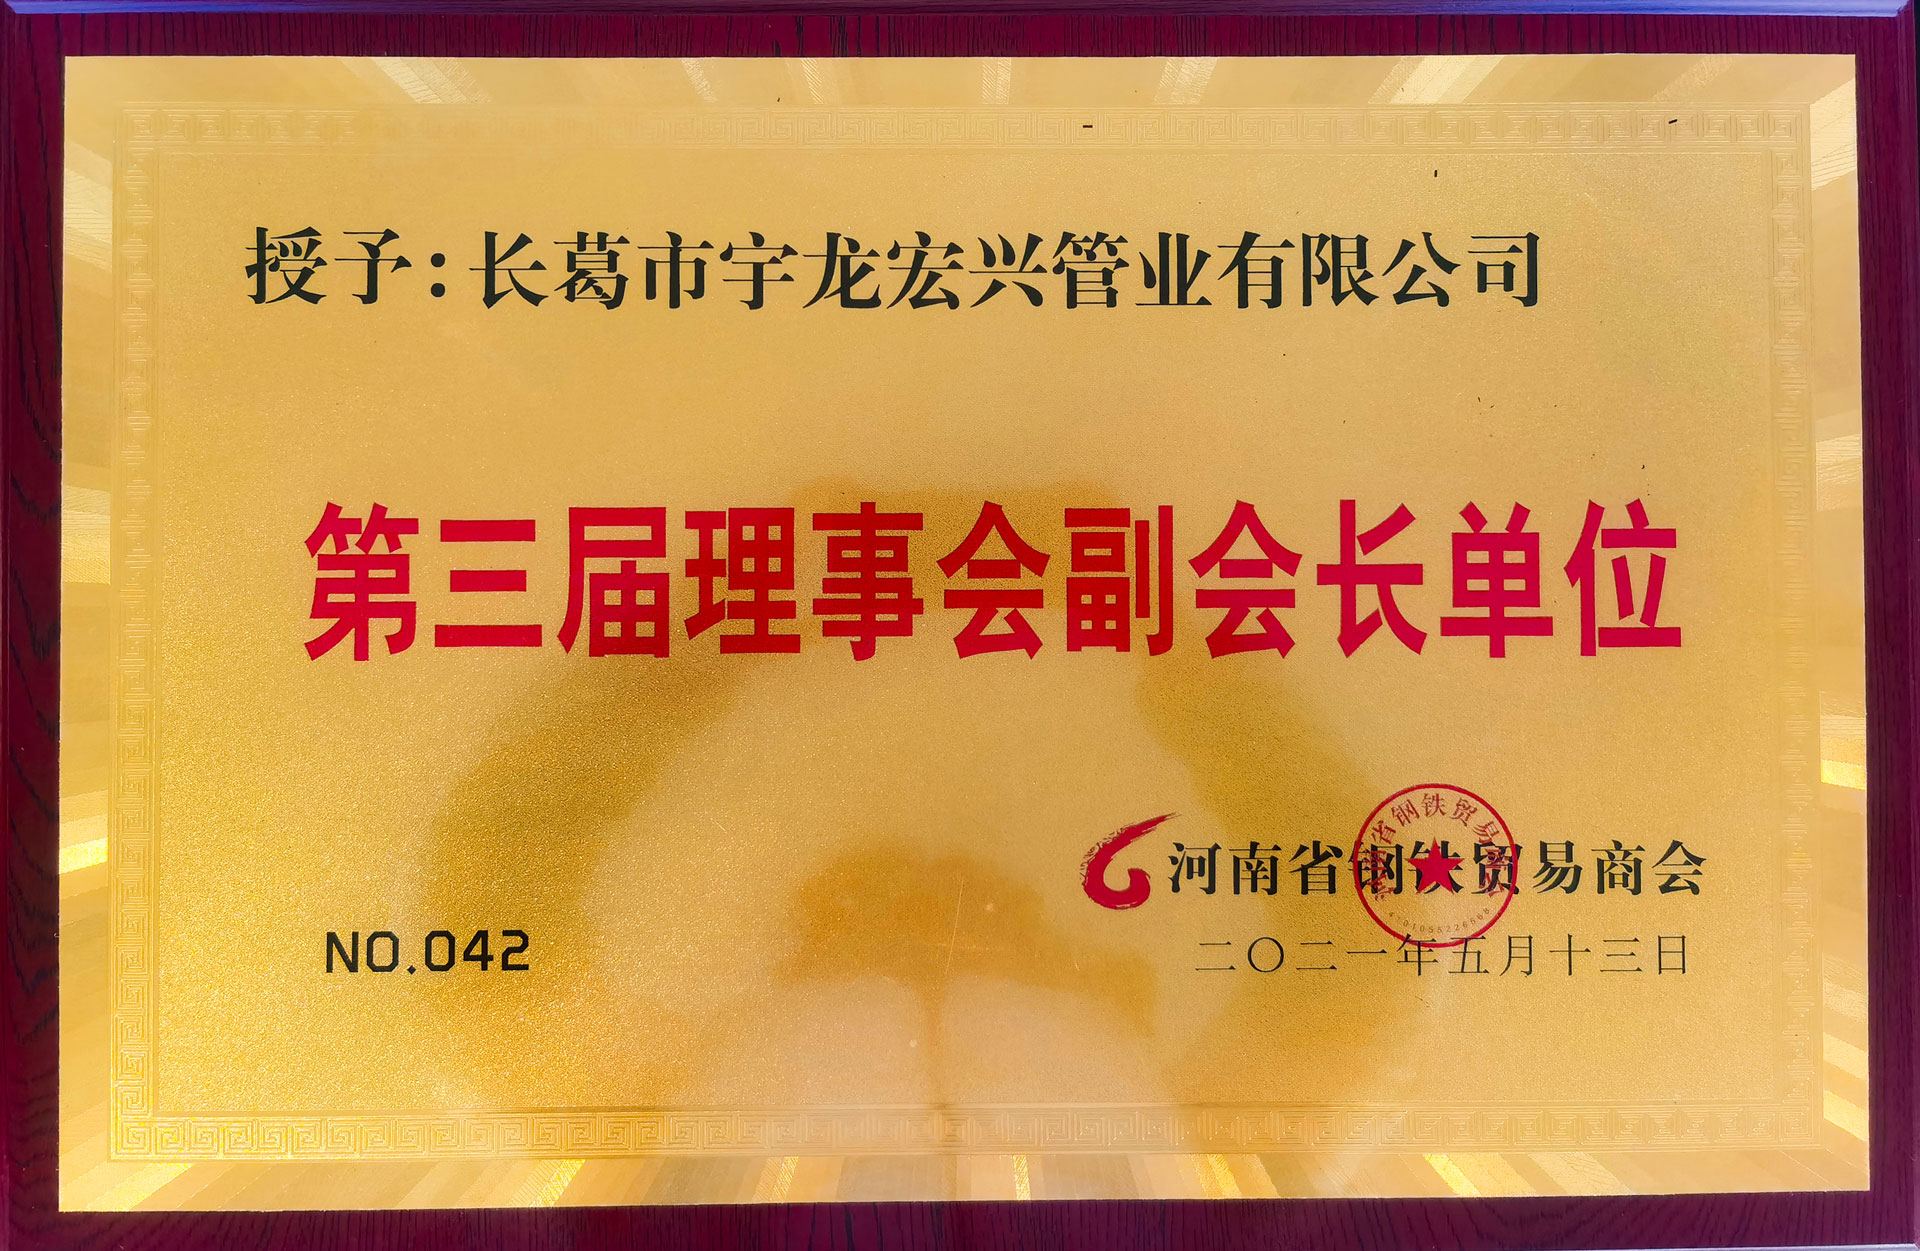 授予：长葛市宇龙宏兴管业有限公司
第三届理事会副会长单位
河南省钢铁贸易商会
NO.042
二〇二一年五月十三日